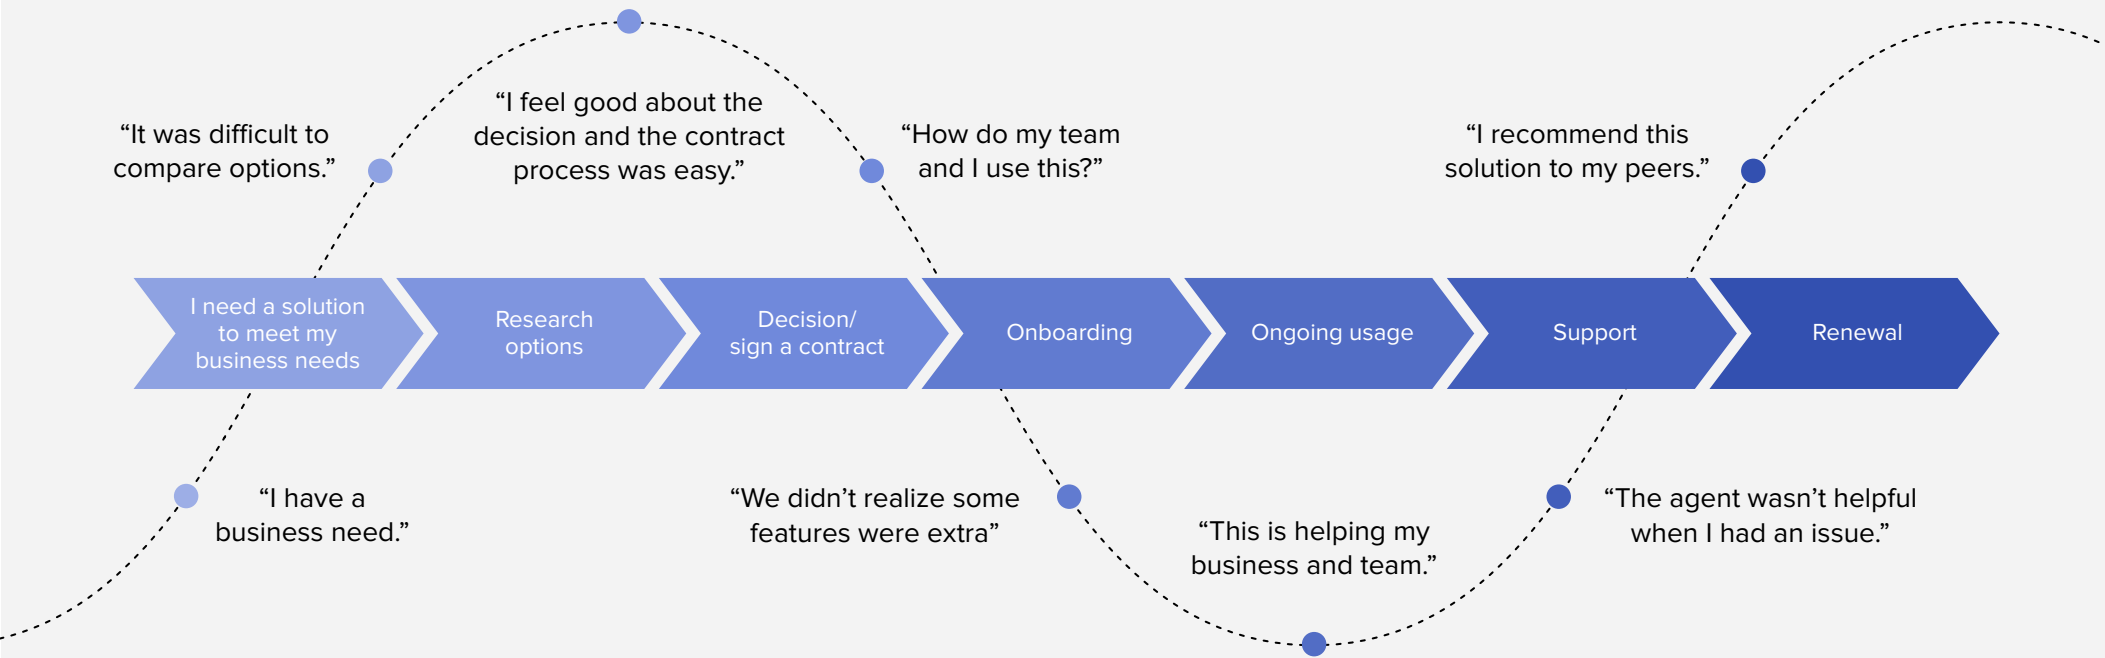 “It was difficult to
compare options.”
“I feel good about the
decision and the contract
process was easy.”
“How do my team
and I use this?”
“I recommend this
solution to my peers.”
I need a solution
to meet my
business needs
Research
options
Decision/
sign a contract
Onboarding
Ongoing usage
Support
Renewal
“I have a
business need.”
“We didn’t realize some
features were extra”
“This is helping my
business and team.”
“The agent wasn’t helpful
when I had an issue.”